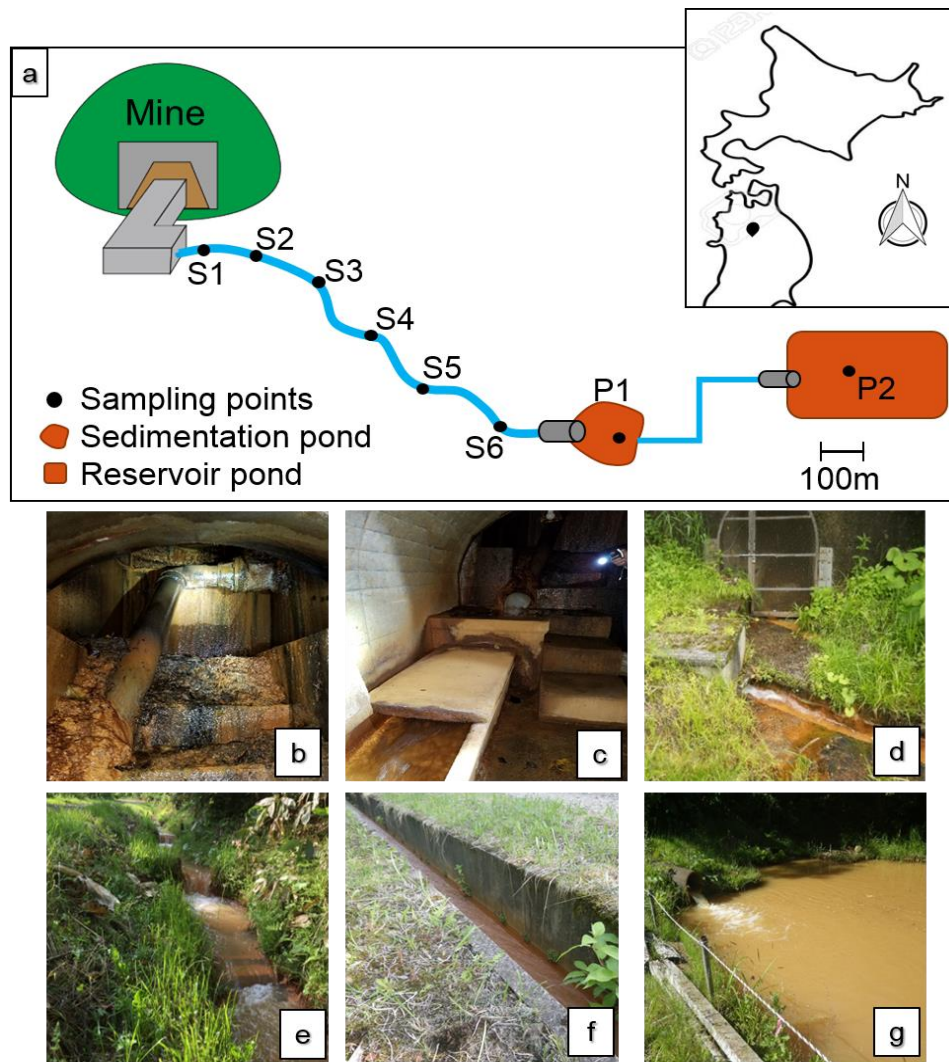 a
Mine
S1
S2
S3
S4
S5
S6
P1
P2
N
Sampling points
Sedimentation pond
Reservoir pond
100m
b
c
d
e
f
g